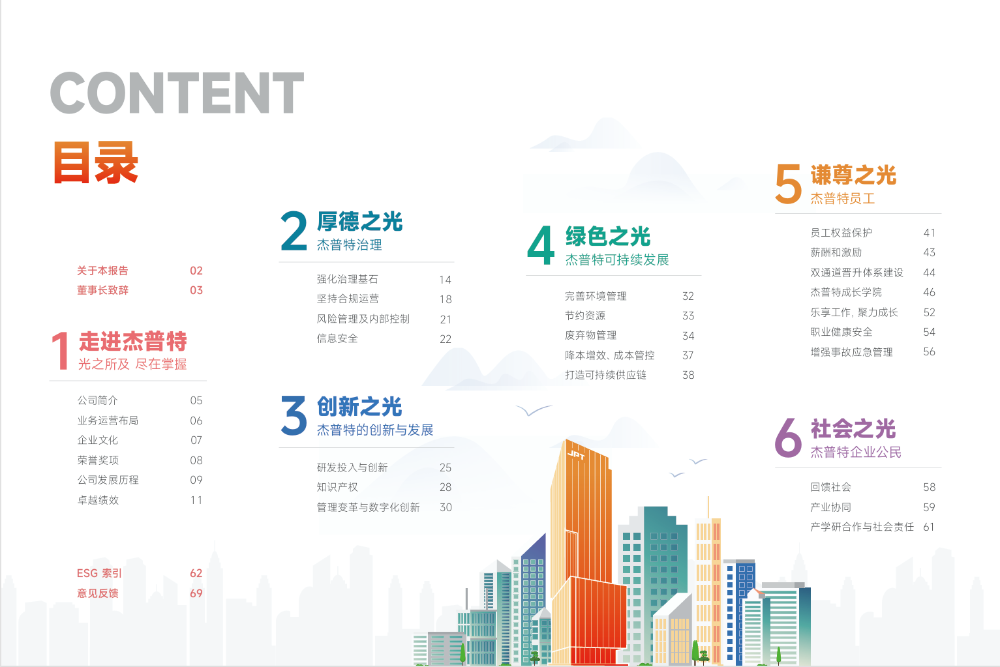 CONTENT
目录
关于本报告 02
董事长致辞 03
1 走进杰普特
光之所及 尽在掌握
公司简介 05
业务运营布局 06
企业文化 07
荣誉奖项 08
公司发展历程 09
卓越绩效 11
ESG 索引 62
意见反馈 69
2 厚德之光
杰普特治理
强化治理基石 14
坚持合规运营 18
风险管理及内部控制 21
信息安全 22
3 创新之光
杰普特的创新与发展
研发投入与创新 25
知识产权 28
管理变革与数字化创新 30
4 绿色之光
杰普特可持续发展
完善环境管理 32
节约资源 33
废弃物管理 34
降本增效、成本管控 37
打造可持续供应链 38
JPT
5 谦尊之光
杰普特员工
员工权益保护 41
薪酬和激励 43
双通道晋升体系建设 44
杰普特成长学院 46
乐享工作, 聚力成长 52
职业健康安全 54
增强事故应急管理 56
6 社会之光
杰普特企业公民
回馈社会 58
产业协同 59
产学研合作与社会责任 61